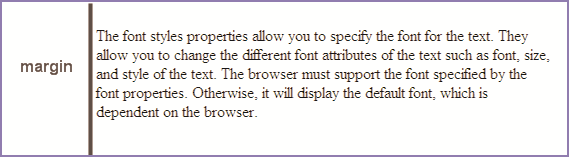 margin
The font styles properties allow you to specify the font for the text. They
allow you to change the different font attributes of the text such as font, size,
and style of the text. The browser must support the font specified by the
font properties. Otherwise, it will display the default font, which is
dependent on the browser.